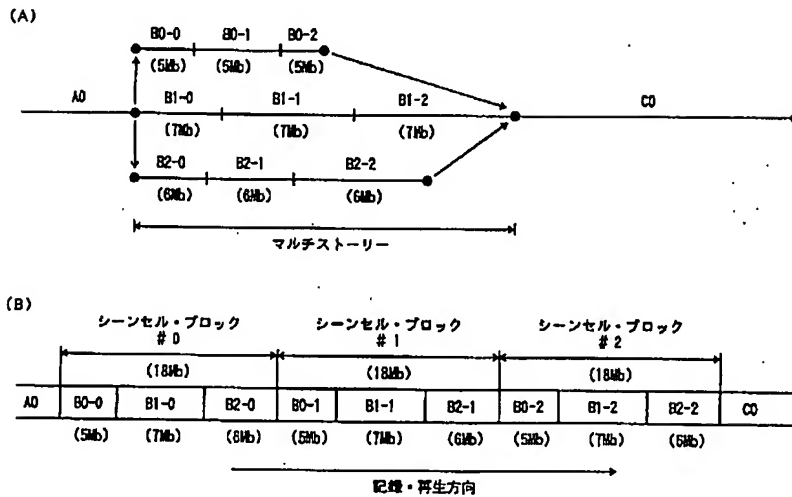 (A)
B0-0 B0-1 B0-2
(5Mb) (5Mb) (5Mb)
A0 B1-0 B1-1 B1-2 C0
(7Mb) (7Mb) (7Mb)
B2-0 B2-1 B2-2
(6Mb) (6Mb) (6Mb)
マルチストーリー
(B)
シーンセル・ブロック シーンセル・ブロック シーンセル・ブロック
#0 #1 #2
(18Mb) (18Mb) (18Mb)
A0 B0-0 B1-0 B2-0 B0-1 B1-1 B2-1 B0-2 B1-2 B2-2 C0
(5Mb) (7Mb) (6Mb) (5Mb) (7Mb) (6Mb) (5Mb) (7Mb) (6Mb)
記録・再生方向